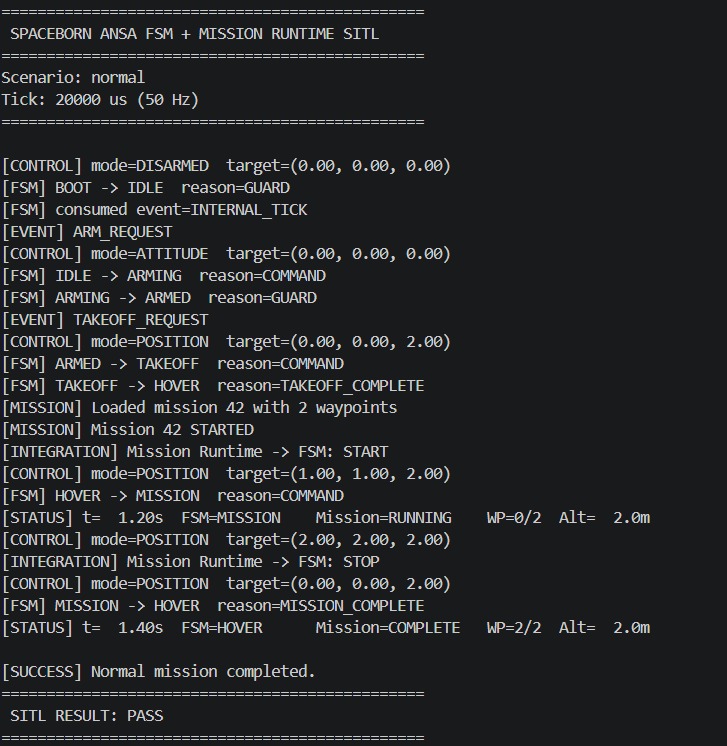 ===============================================
SPACEBORN ANSA FSM + MISSION RUNTIME SITL
===============================================
Scenario: normal
Tick: 20000 us (50 Hz)
===============================================
[CONTROL] mode=DISARMED  target=(0.00, 0.00, 0.00)
[FSM] BOOT -> IDLE  reason=GUARD
[FSM] consumed event=INTERNAL_TICK
[EVENT] ARM_REQUEST
[CONTROL] mode=ATTITUDE  target=(0.00, 0.00, 0.00)
[FSM] IDLE -> ARMING  reason=COMMAND
[FSM] ARMING -> ARMED  reason=GUARD
[EVENT] TAKEOFF_REQUEST
[CONTROL] mode=POSITION  target=(0.00, 0.00, 2.00)
[FSM] ARMED -> TAKEOFF  reason=COMMAND
[FSM] TAKEOFF -> HOVER  reason=TAKEOFF_COMPLETE
[MISSION] Loaded mission 42 with 2 waypoints
[MISSION] Mission 42 STARTED
[INTEGRATION] Mission Runtime -> FSM: START
[CONTROL] mode=POSITION  target=(1.00, 1.00, 2.00)
[FSM] HOVER -> MISSION  reason=COMMAND
[STATUS] t=  1.20s  FSM=MISSION    Mission=RUNNING    WP=0/2  Alt=  2.0m
[CONTROL] mode=POSITION  target=(2.00, 2.00, 2.00)
[INTEGRATION] Mission Runtime -> FSM: STOP
[CONTROL] mode=POSITION  target=(0.00, 0.00, 2.00)
[FSM] MISSION -> HOVER  reason=MISSION_COMPLETE
[STATUS] t=  1.40s  FSM=HOVER      Mission=COMPLETE   WP=2/2  Alt=  2.0m
[SUCCESS] Normal mission completed.
===============================================
SITL RESULT: PASS
===============================================